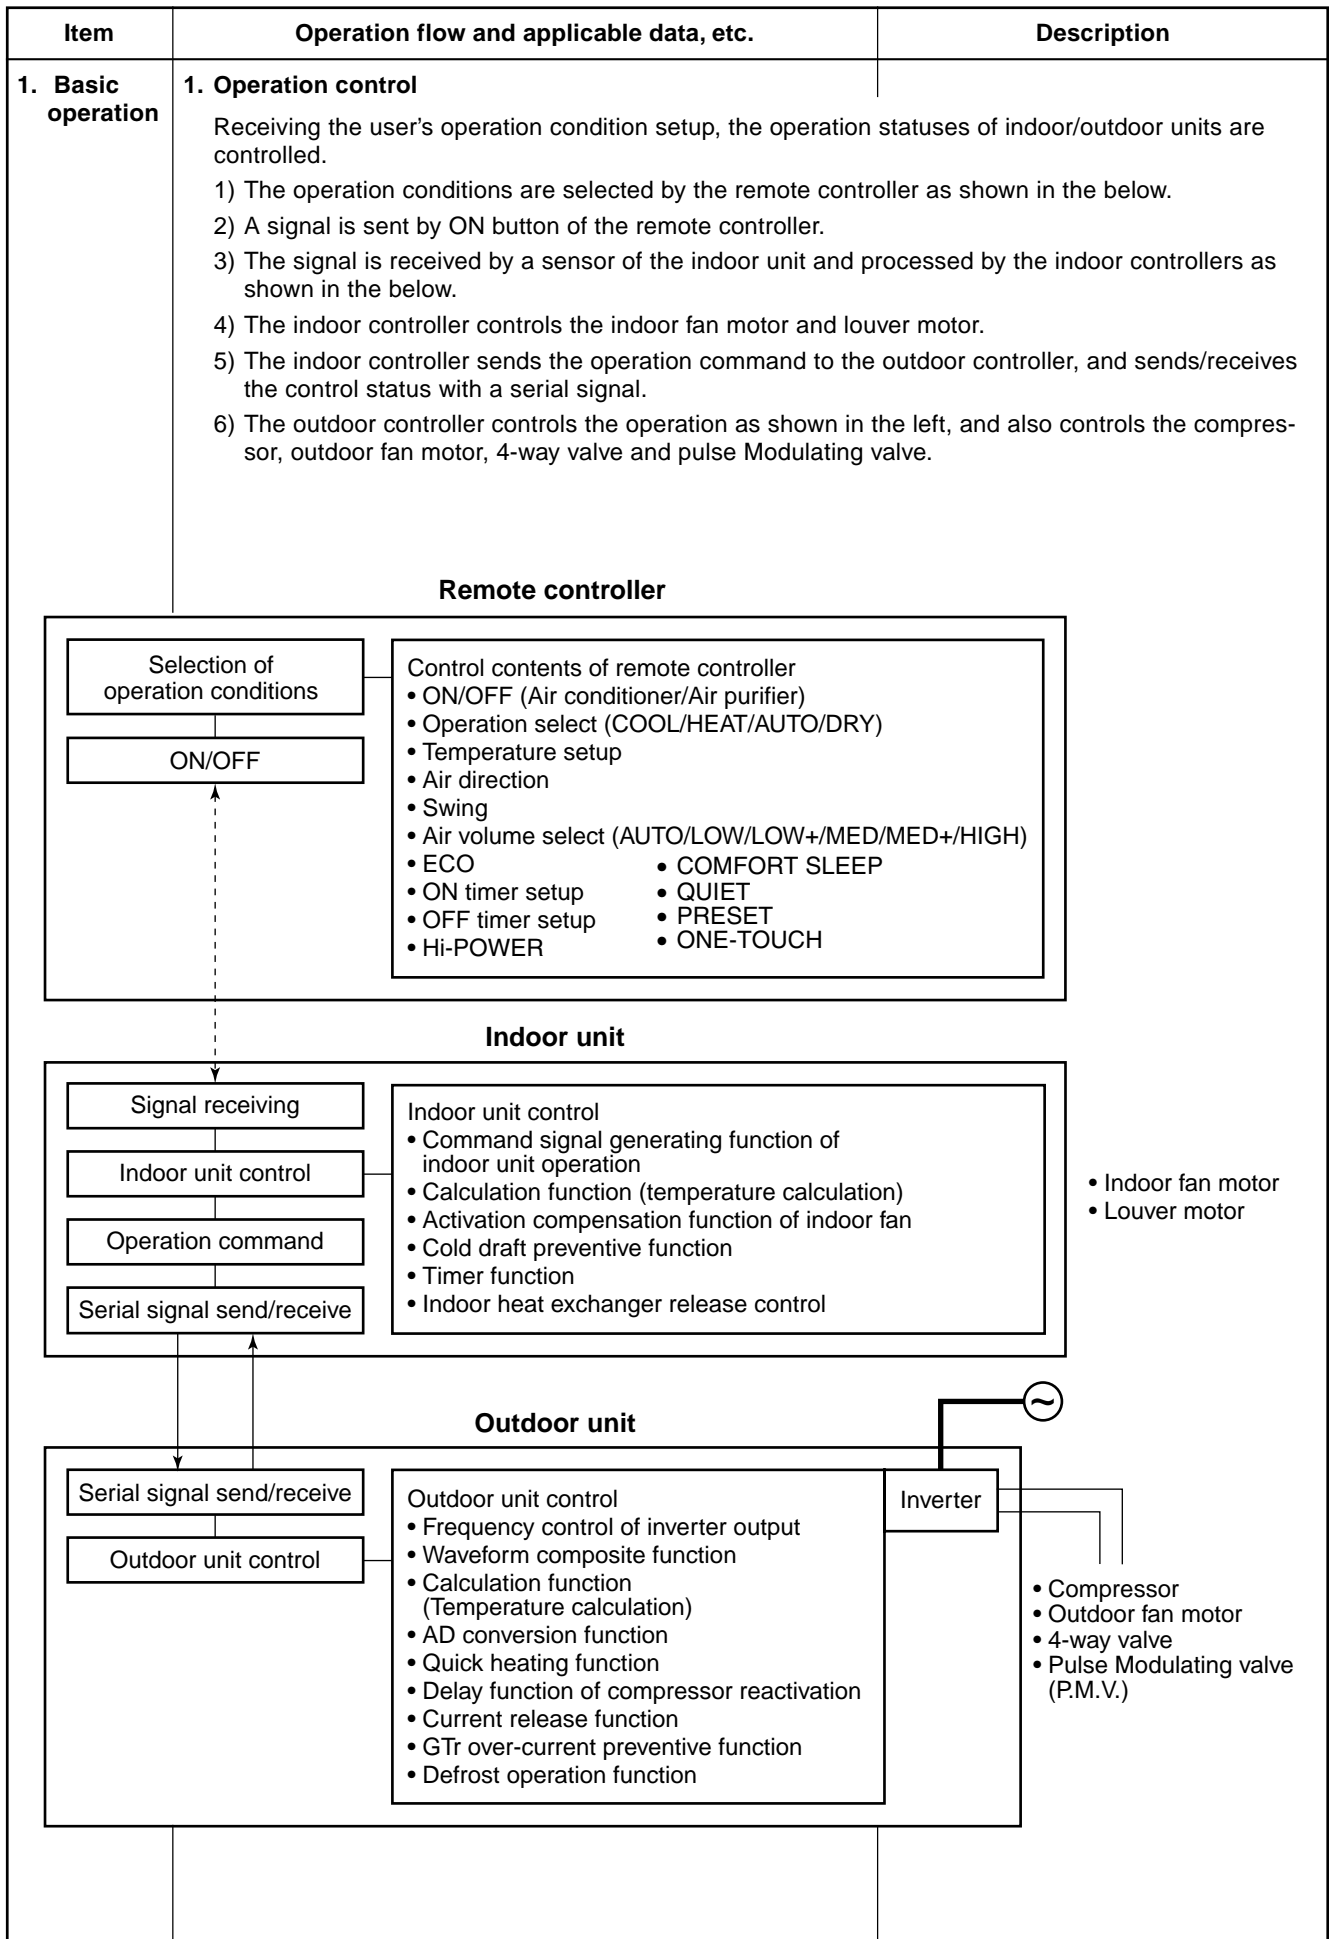 Item
Operation flow and applicable data, etc.
Description
1. Basic
operation
1. Operation control
Receiving the user's operation condition setup, the operation statuses of indoor/outdoor units are
controlled.
1) The operation conditions are selected by the remote controller as shown in the below.
2) A signal is sent by ON button of the remote controller.
3) The signal is received by a sensor of the indoor unit and processed by the indoor controllers as
shown in the below.
4) The indoor controller controls the indoor fan motor and louver motor.
5) The indoor controller sends the operation command to the outdoor controller, and sends/receives
the control status with a serial signal.
6) The outdoor controller controls the operation as shown in the left, and also controls the compres-
sor, outdoor fan motor, 4-way valve and pulse Modulating valve.
Remote controller
Selection of
operation conditions
ON/OFF
Control contents of remote controller
• ON/OFF (Air conditioner/Air purifier)
• Operation select (COOL/HEAT/AUTO/DRY)
• Temperature setup
• Air direction
• Swing
• Air volume select (AUTO/LOW/LOW+/MED/MED+/HIGH)
• ECO
• ON timer setup
• OFF timer setup
• Hi-POWER
• COMFORT SLEEP
• QUIET
• PRESET
• ONE-TOUCH
Indoor unit
Signal receiving
Indoor unit control
Operation command
Serial signal send/receive
Indoor unit control
• Command signal generating function of
indoor unit operation
• Calculation function (temperature calculation)
• Activation compensation function of indoor fan
• Cold draft preventive function
• Timer function
• Indoor heat exchanger release control
• Indoor fan motor
• Louver motor
~
Outdoor unit
Serial signal send/receive
Outdoor unit control
Outdoor unit control
• Frequency control of inverter output
• Waveform composite function
• Calculation function
(Temperature calculation)
• AD conversion function
• Quick heating function
• Delay function of compressor reactivation
• Current release function
• GTr over-current preventive function
• Defrost operation function
Inverter
• Compressor
• Outdoor fan motor
• 4-way valve
• Pulse Modulating valve
(P.M.V.)